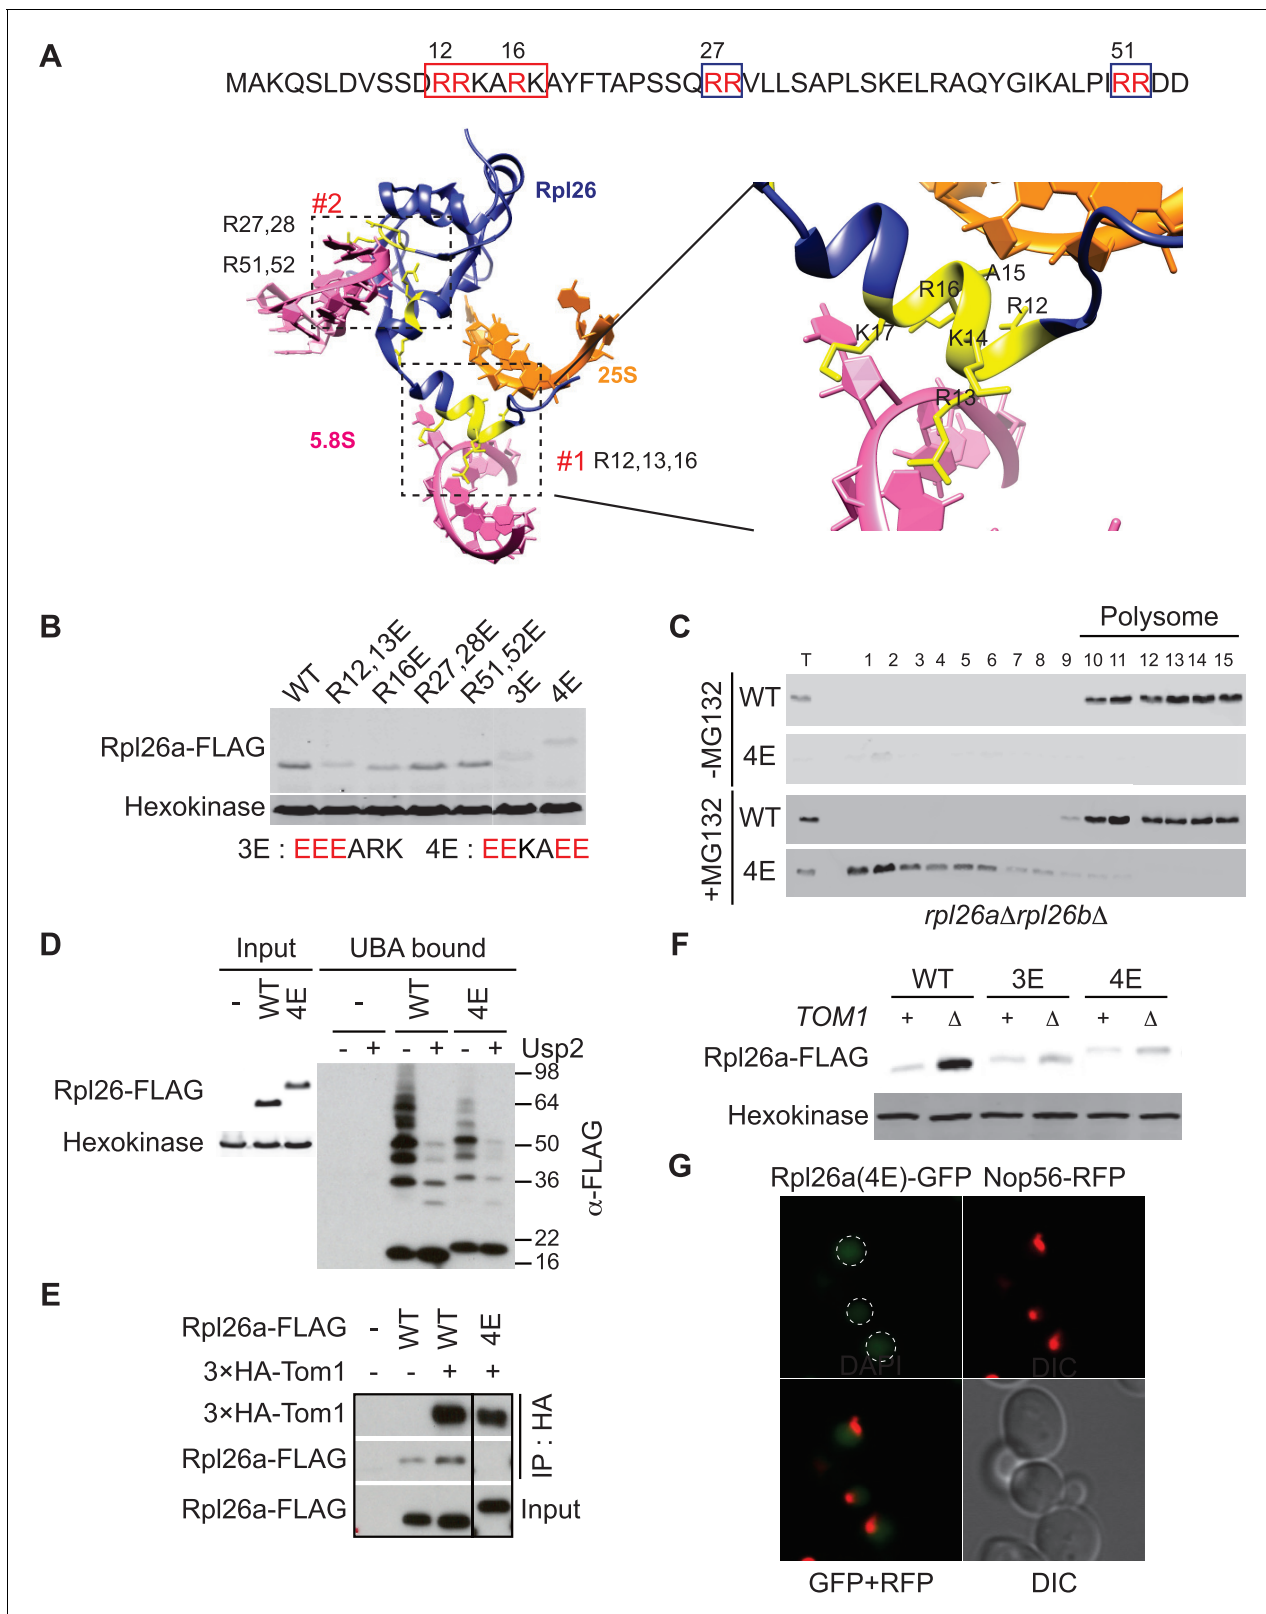 A
12 16 27 51
MAKQSLDVSSDRRKARKAYFTAPSSQRRVLLSAPLSKELRAQYGIKALPIRRDD
#2
Rpl26
R27,28
R51,52
25S
5.8S
#1 R12,13,16
A15
R16
R12
K17
K14
R13
B
WT R12,13E R16E R27,28E R51,52E 3E 4E
Rpl26a-FLAG
Hexokinase
3E : EEEARK 4E : EEKAEE
C
Polysome
T 1 2 3 4 5 6 7 8 9 10 11 12 13 14 15
-MG132
WT
4E
+MG132
WT
4E
rpl26aΔrpl26bΔ
D
Input UBA bound
- WT 4E - WT 4E
- + - + - + Usp2
Rpl26-FLAG
Hexokinase
98
64
50
36
22
16
α-FLAG
E
Rpl26a-FLAG - WT WT 4E
3×HA-Tom1 - - + +
3×HA-Tom1
Rpl26a-FLAG
IP : HA
Rpl26a-FLAG Input
F
WT 3E 4E
TOM1 + Δ + Δ + Δ
Rpl26a-FLAG
Hexokinase
G
Rpl26a(4E)-GFP Nop56-RFP
DAPI DIC
GFP+RFP DIC